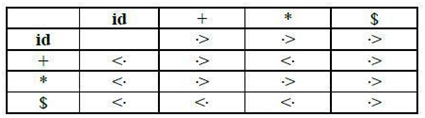 id + * $
id ·> ·> ·>
+ <· ·> <· ·>
* <· ·> ·> ·>
$ <· <· <· ·>